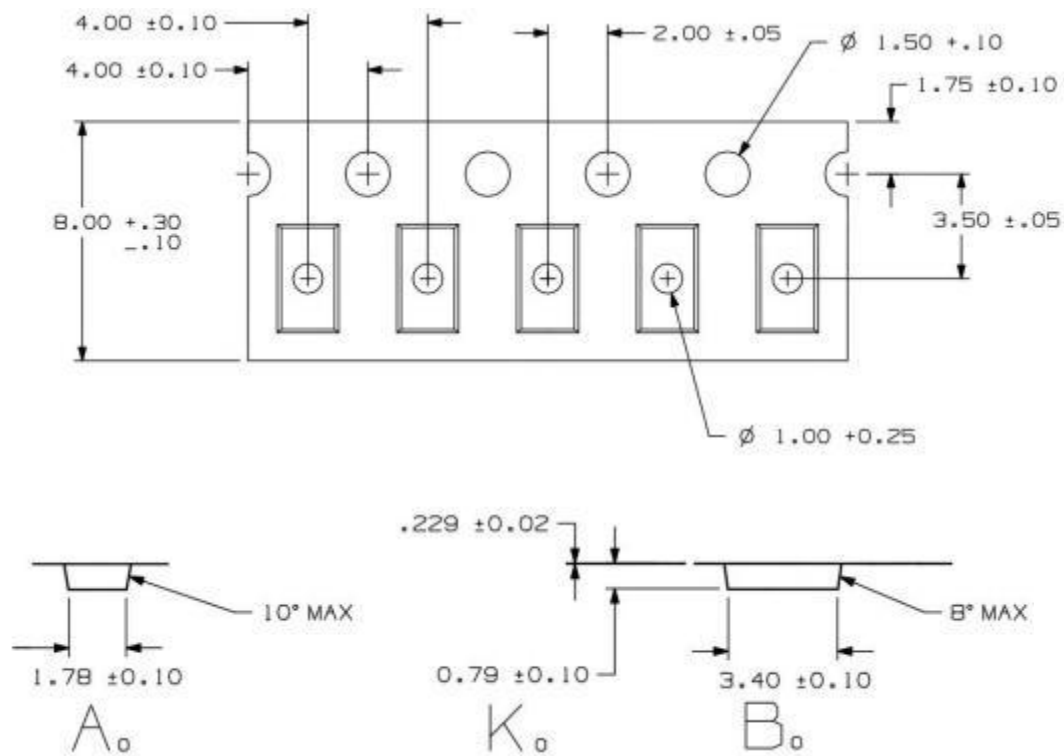 4.00 ±0.10
2.00 ±.05
Ø 1.50 +.10
4.00 ±0.10
1.75 ±0.10
8.00 +.30
-.10
3.50 ±.05
Ø 1.00 +0.25
.229 ±0.02
10° MAX
8° MAX
1.78 ±0.10
0.79 ±0.10
3.40 ±0.10
A₀
K₀
B₀